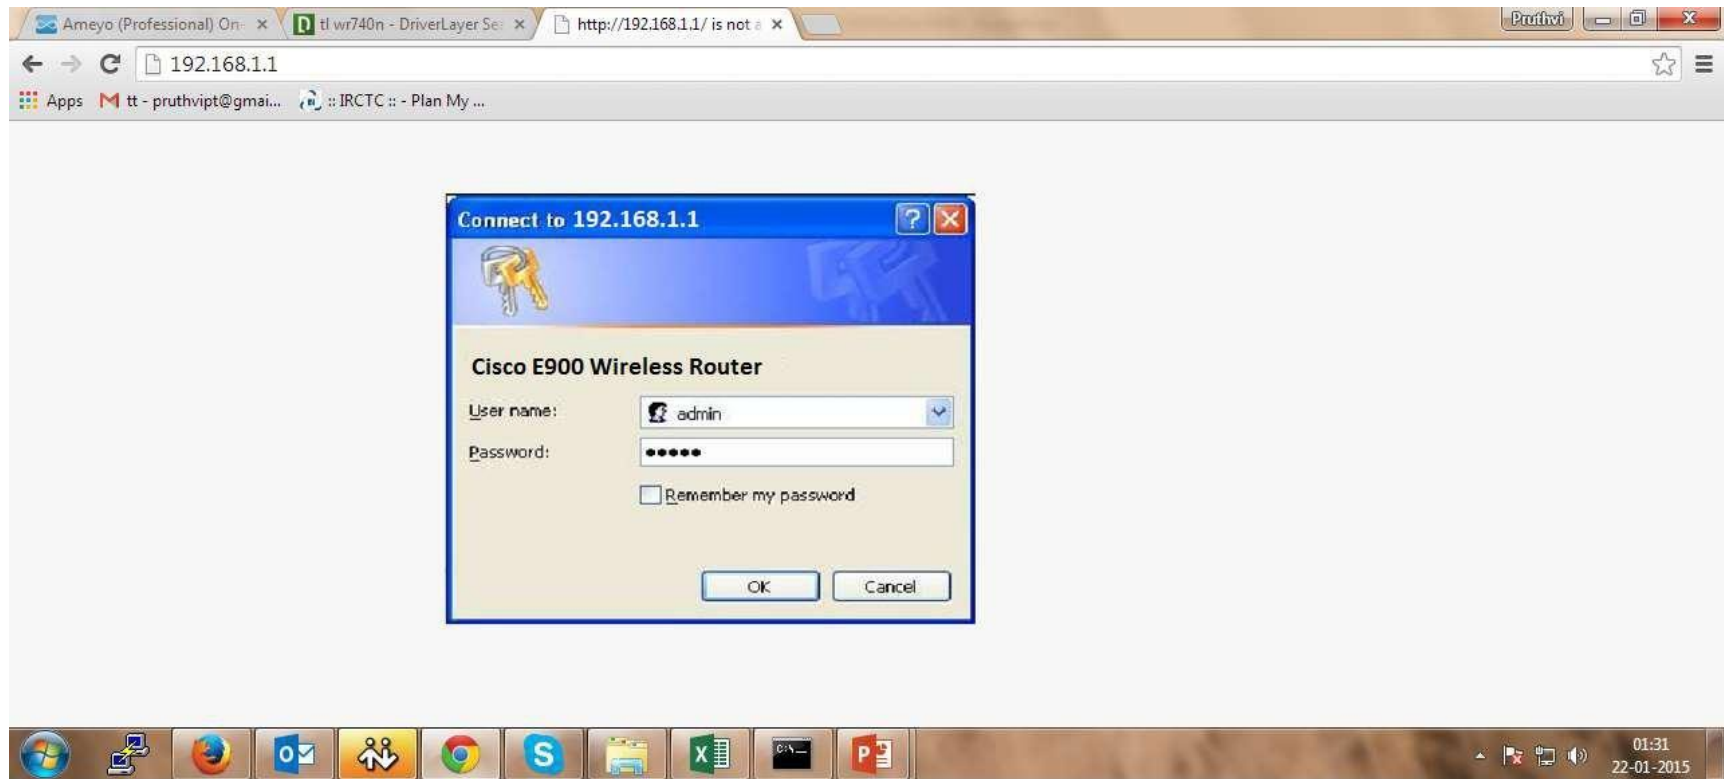 Ameyo (Professional) On-
tl wr740n - DriverLayer Se
http://192.168.1.1/ is not a
Pruthvi
192.168.1.1
Apps
tt - pruthvipt@gmai...
:: IRCTC :: - Plan My ...
Connect to 192.168.1.1
Cisco E900 Wireless Router
User name:
admin
Password:
Remember my password
OK
Cancel
01:31
22-01-2015